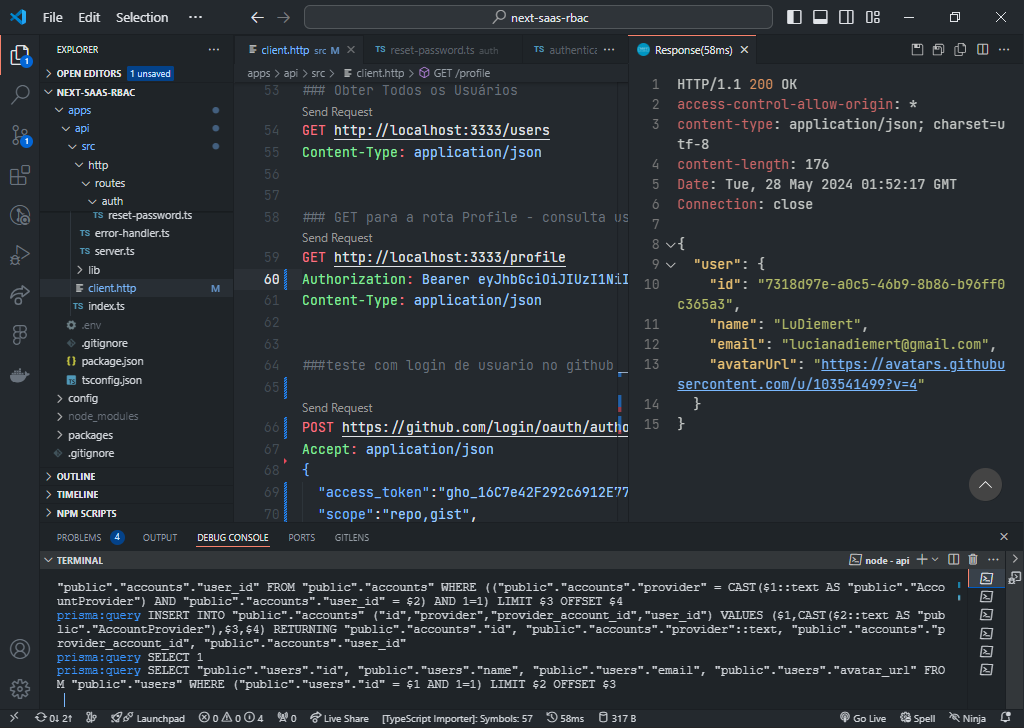 File Edit Selection ··· next-saas-rbac
EXPLORER ···
OPEN EDITORS 1 unsaved
NEXT-SAAS-RBAC
apps
api
src
http
routes
auth
TS reset-password.ts
TS error-handler.ts
TS server.ts
lib
client.http M
TS index.ts
.env
.gitignore
{} package.json
tsconfig.json
config
node_modules
packages
.gitignore
OUTLINE
TIMELINE
NPM SCRIPTS
1
1
client.http src M TS reset-password.ts auth TS authentica ···
apps > api > src > client.http > GET /profile
53 ### Obter Todos os Usuários
Send Request
54 GET http://localhost:3333/users
55 Content-Type: application/json
56
57
58 ### GET para a rota Profile - consulta us
Send Request
59 GET http://localhost:3333/profile
60 Authorization: Bearer eyJhbGciOiJIUzI1NiI
61 Content-Type: application/json
62
63
64 ###teste com login de usuario no github
65
Send Request
66 POST https://github.com/login/oauth/autho
67 Accept: application/json
68 {
69 "access_token":"gho_16C7e42F292c6912E77
70 "scope":"repo,gist",
Response(58ms)
1 HTTP/1.1 200 OK
2 access-control-allow-origin: *
3 content-type: application/json; charset=u
tf-8
4 content-length: 176
5 Date: Tue, 28 May 2024 01:52:17 GMT
6 Connection: close
7
8 {
9 "user": {
10 "id": "7318d97e-a0c5-46b9-8b86-b96ff0
c365a3",
11 "name": "LuDiemert",
12 "email": "lucianadiemert@gmail.com",
13 "avatarUrl": "https://avatars.githubu
sercontent.com/u/103541499?v=4"
14 }
15 }
PROBLEMS 4 OUTPUT DEBUG CONSOLE PORTS GITLENS
TERMINAL node - api
"public"."accounts"."user_id" FROM "public"."accounts" WHERE (("public"."accounts"."provider" = CAST($1::text AS "public"."Acco
untProvider") AND "public"."accounts"."user_id" = $2) AND 1=1) LIMIT $3 OFFSET $4
prisma:query INSERT INTO "public"."accounts" ("id","provider","provider_account_id","user_id") VALUES ($1,CAST($2::text AS "pub
lic"."AccountProvider"),$3,$4) RETURNING "public"."accounts"."id", "public"."accounts"."provider"::text, "public"."accounts"."p
rovider_account_id", "public"."accounts"."user_id"
prisma:query SELECT 1
prisma:query SELECT "public"."users"."id", "public"."users"."name", "public"."users"."email", "public"."users"."avatar_url" FRO
M "public"."users" WHERE ("public"."users"."id" = $1 AND 1=1) LIMIT $2 OFFSET $3
0↓ 2↑ Launchpad 0 0 4 0 Live Share [TypeScript Importer]: Symbols: 57 58ms 317 B Go Live Spell Ninja